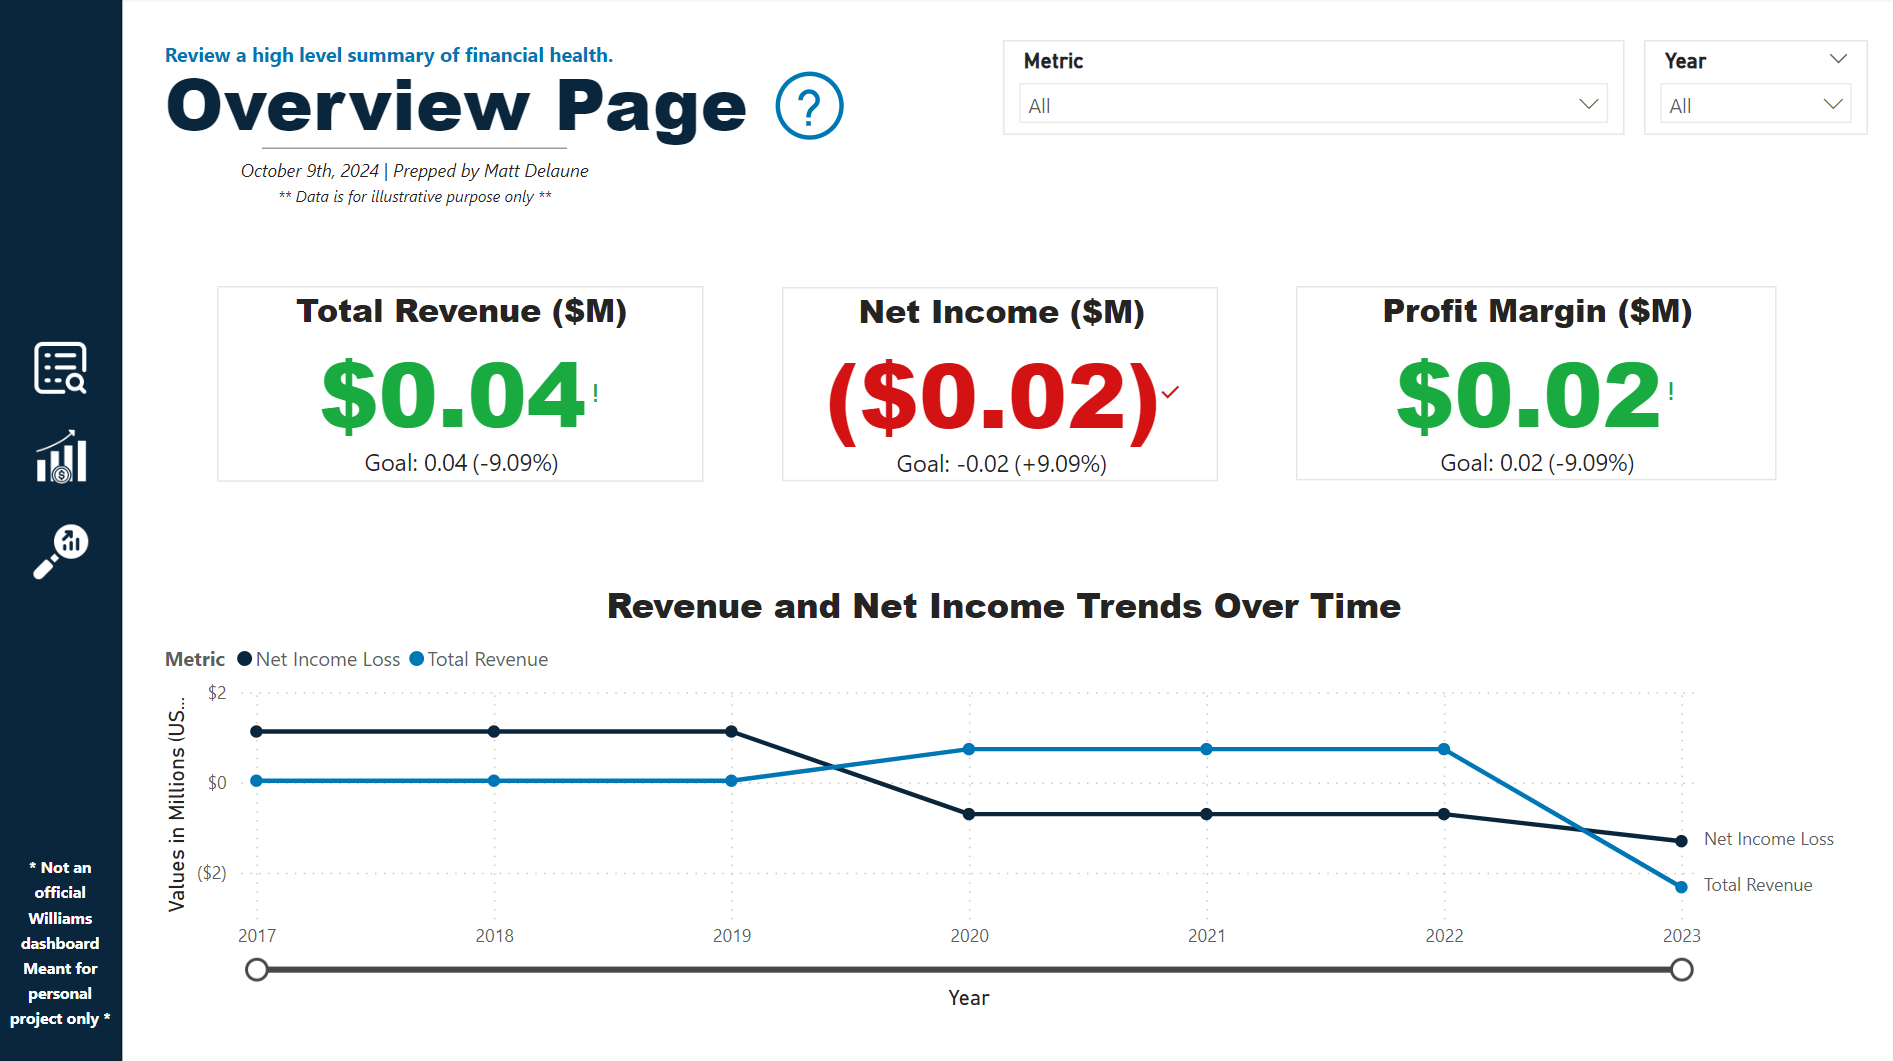 Review a high level summary of financial health.
Overview Page
?
October 9th, 2024 | Prepped by Matt Delaune
** Data is for illustrative purpose only **
Metric
All
Year
All
Total Revenue ($M)
$0.04 !
Goal: 0.04 (-9.09%)
Net Income ($M)
($0.02)
Goal: -0.02 (+9.09%)
Profit Margin ($M)
$0.02 !
Goal: 0.02 (-9.09%)
Revenue and Net Income Trends Over Time
Metric Net Income Loss Total Revenue
Values in Millions (US...
$2
$0
($2)
Net Income Loss
Total Revenue
2017 2018 2019 2020 2021 2022 2023
Year
* Not an
official
Williams
dashboard
Meant for
personal
project only *